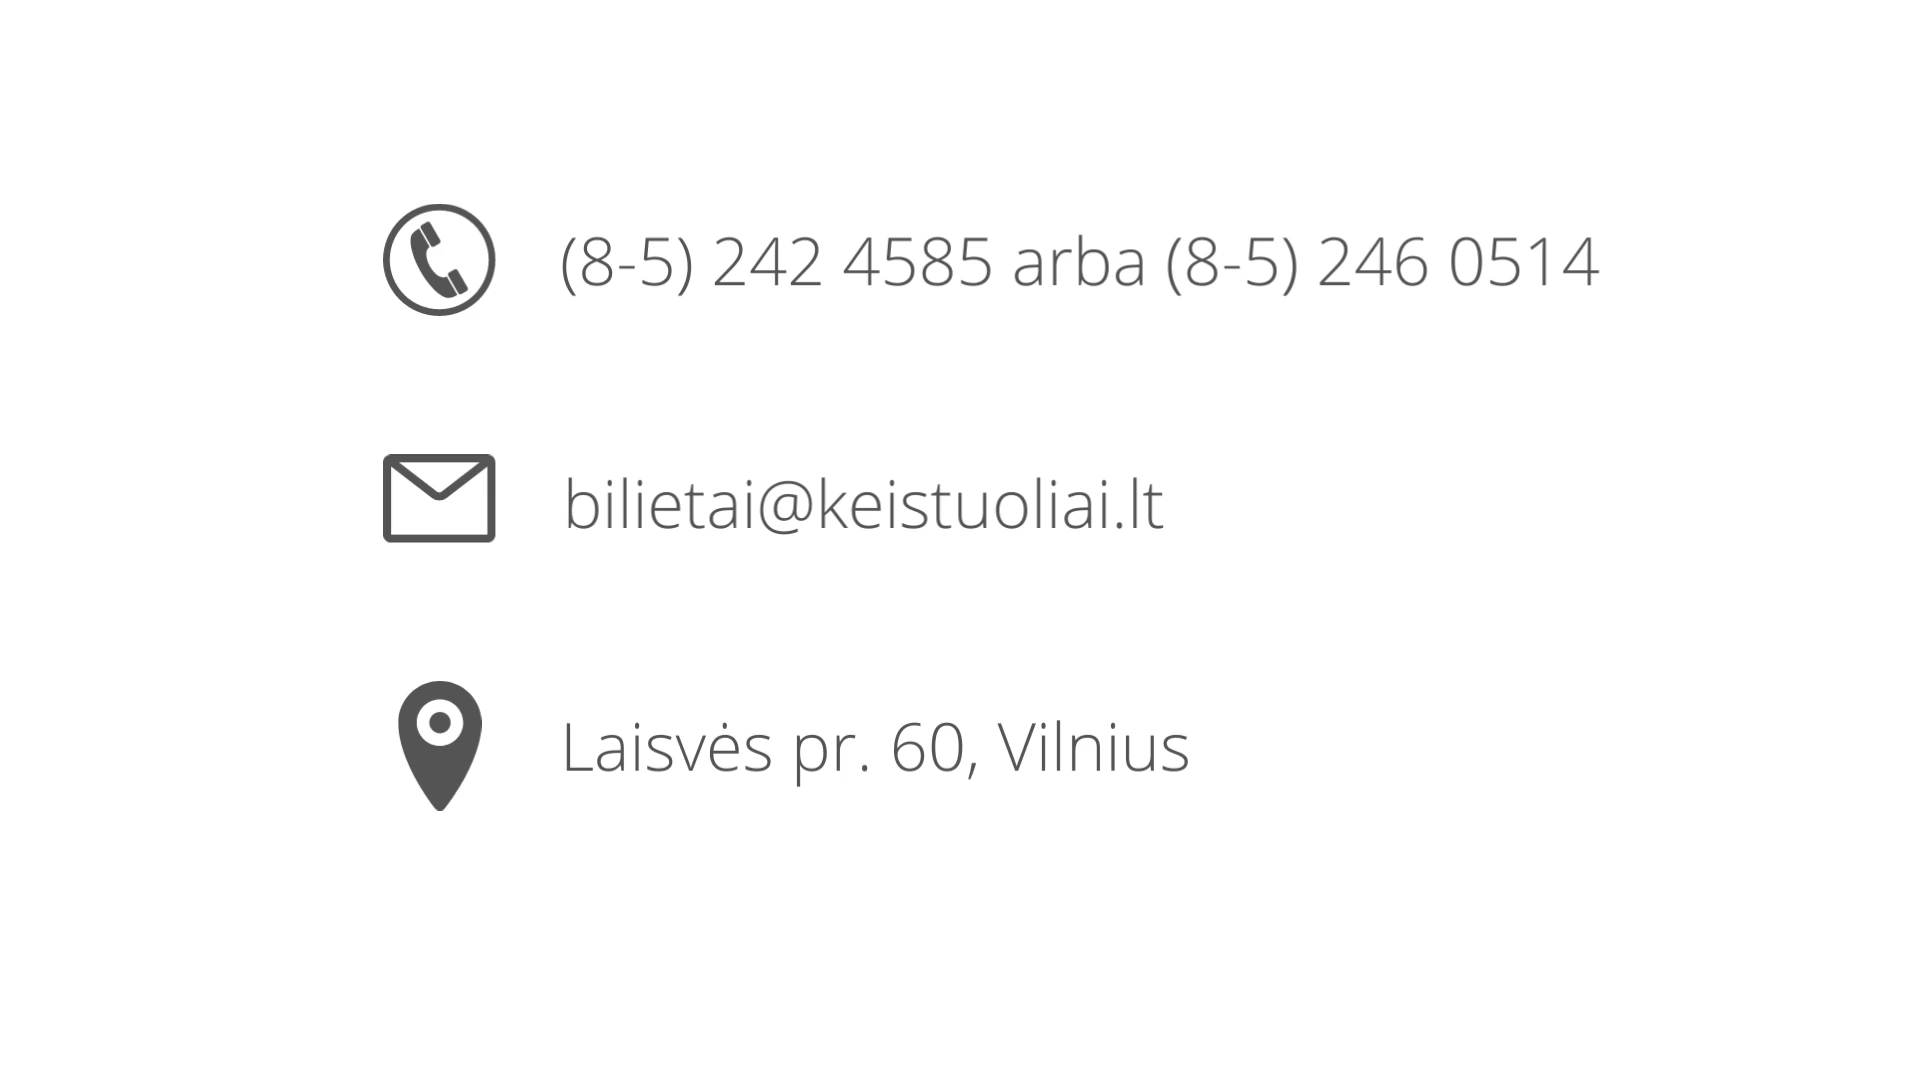 (8-5) 242 4585 arba (8-5) 246 0514
bilietai@keistuoliai.lt
Laisvės pr. 60, Vilnius